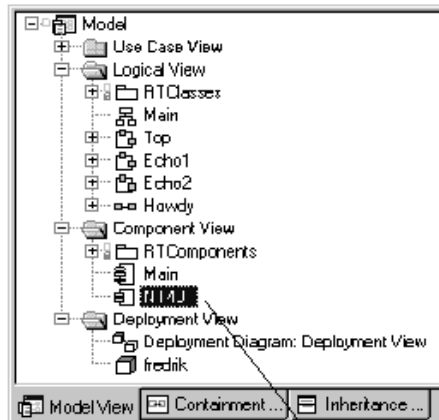 Model
Use Case View
Logical View
RTClasses
Main
Top
Echo1
Echo2
Howdy
Component View
RTComponents
Main
Deployment View
Deployment Diagram: Deployment View
fredrik
Model View
Containment ...
Inheritance ...